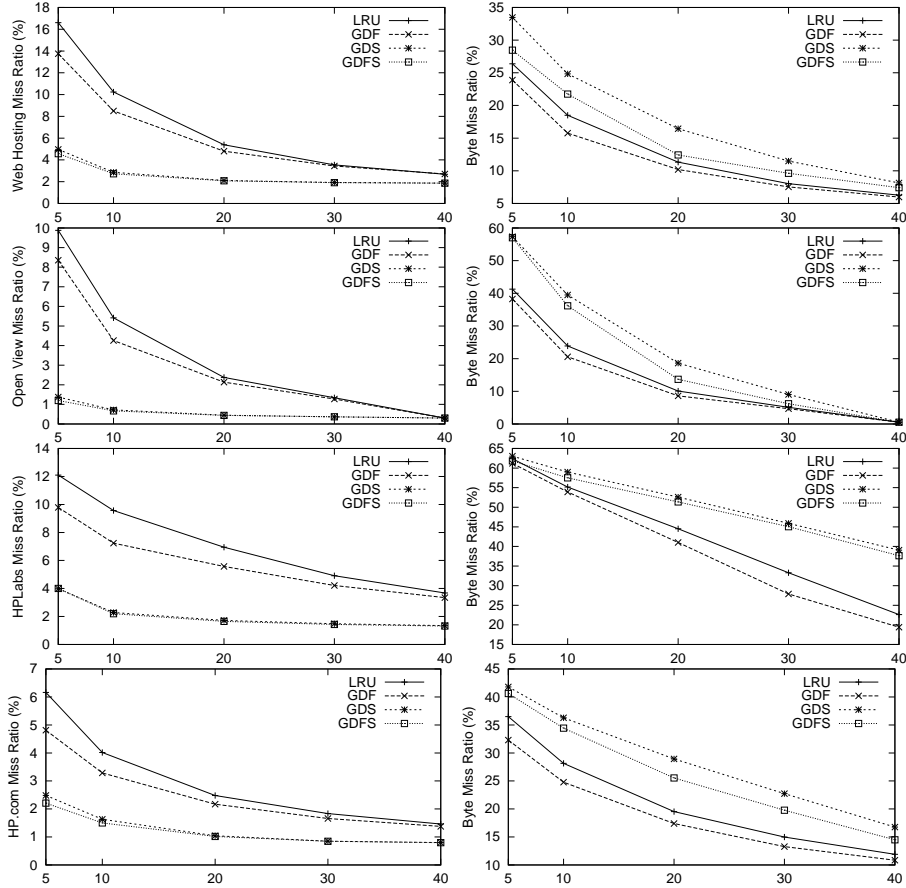 Web Hosting Miss Ratio (%)
18
16
14
12
10
8
6
4
2
0
5
10
20
30
40
LRU
GDF
GDS
GDFS
Byte Miss Ratio (%)
35
30
25
20
15
10
5
5
10
20
30
40
LRU
GDF
GDS
GDFS
Open View Miss Ratio (%)
10
9
8
7
6
5
4
3
2
1
0
5
10
20
30
40
LRU
GDF
GDS
GDFS
Byte Miss Ratio (%)
60
50
40
30
20
10
0
5
10
20
30
40
LRU
GDF
GDS
GDFS
HPLabs Miss Ratio (%)
14
12
10
8
6
4
2
0
5
10
20
30
40
LRU
GDF
GDS
GDFS
Byte Miss Ratio (%)
65
60
55
50
45
40
35
30
25
20
15
5
10
20
30
40
LRU
GDF
GDS
GDFS
HP.com Miss Ratio (%)
7
6
5
4
3
2
1
0
5
10
20
30
40
LRU
GDF
GDS
GDFS
Byte Miss Ratio (%)
45
40
35
30
25
20
15
10
5
10
20
30
40
LRU
GDF
GDS
GDFS